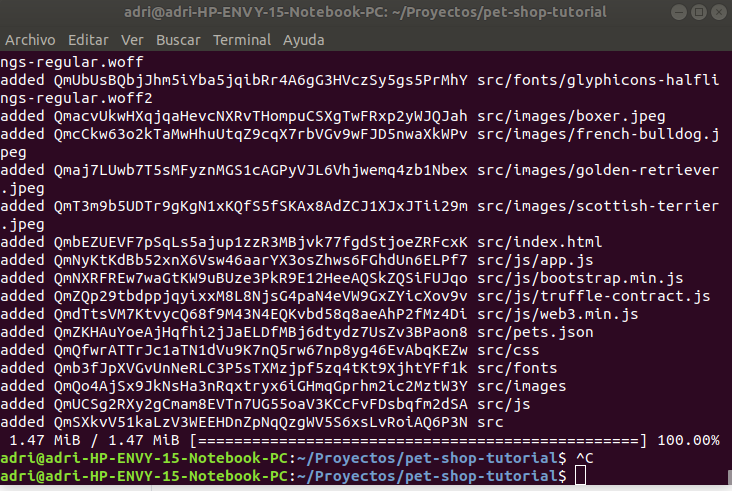 adri@adri-HP-ENVY-15-Notebook-PC: ~/Proyectos/pet-shop-tutorial
Archivo Editar Ver Buscar Terminal Ayuda
ngs-regular.woff
added QmUbUsBQbjJhm5iYba5jqibRr4A6gG3HVczSy5gs5PrMhY src/fonts/glyphicons-halfli
ngs-regular.woff2
added QmacvUkwHXqjqaHevcNXRvTHompuCSXgTwFRxp2yWJQJah src/images/boxer.jpeg
added QmcCkw63o2kTaMwHhuUtqZ9cqX7rbVGv9wFJD5nwaXkWPv src/images/french-bulldog.j
peg
added Qmaj7LUwb7T5sMFyznMGS1cAGPyVJL6Vhjwemq4zb1Nbex src/images/golden-retriever
.jpeg
added QmT3m9b5UDTr9gKgN1xKQfS5fSKAx8AdZCJ1XJxJTii29m src/images/scottish-terrier
.jpeg
added QmbEZUEVF7pSqLs5ajup1zzR3MBjvk77fgdStjoeZRFcxK src/index.html
added QmNyKtKdBb52xnX6Vsw46aarYX3osZhws6FGhdUn6ELPf7 src/js/app.js
added QmNXRFREw7waGtKW9uBUze3PkR9E12HeeAQSkZQSiFUJqo src/js/bootstrap.min.js
added QmZQp29tbdppjqyixxM8L8NjsG4paN4eVW9GxZYicXov9v src/js/truffle-contract.js
added QmdTtsVM7KtvycQ68f9M43N4EQKvbd58q8aeAhP2fMz4Di src/js/web3.min.js
added QmZKHAuYoeAjHqfhi2jJaELDfMBj6dtydz7UsZv3BPaon8 src/pets.json
added QmQfwrATTrJc1aTN1dVu9K7nQ5rw67np8yg46EvAbqKEZw src/css
added Qmb3fJpXVGvUnNeRLC3P5sTXMzjpf5zq4tKt9XjhtYFf1k src/fonts
added QmQo4AjSx9JkNsHa3nRqxtryx6iGHmqGprhm2ic2MztW3Y src/images
added QmUCSg2RXy2gCmam8EVTn7UG55oaV3KCcFvFDsbqfm2dSA src/js
added QmSXkvV51kaLzV3WEEHDnZpNqQzgWV5S6xsLvRoiAQ6P3N src
1.47 MiB / 1.47 MiB [=================================================] 100.00%
adri@adri-HP-ENVY-15-Notebook-PC:~/Proyectos/pet-shop-tutorial$ ^C
adri@adri-HP-ENVY-15-Notebook-PC:~/Proyectos/pet-shop-tutorial$